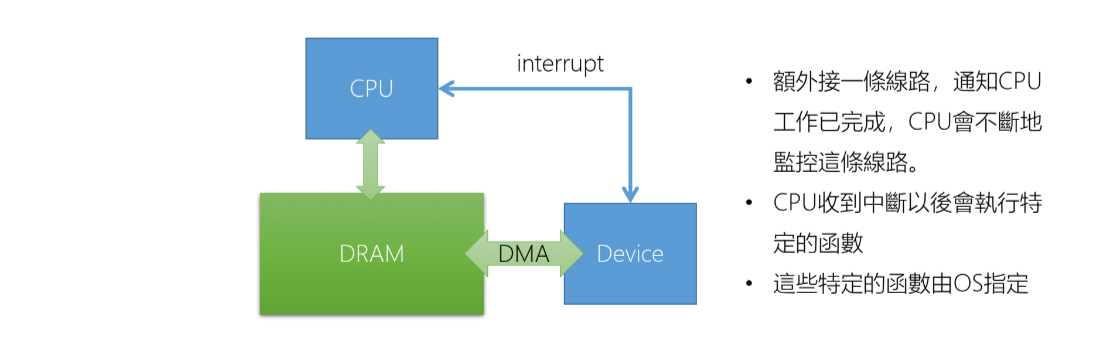 CPU
interrupt
DRAM
DMA
Device
• 額外接一條線路，通知CPU
工作已完成，CPU會不斷地
監控這條線路。
• CPU收到中斷以後會執行特
定的函數
• 這些特定的函數由OS指定